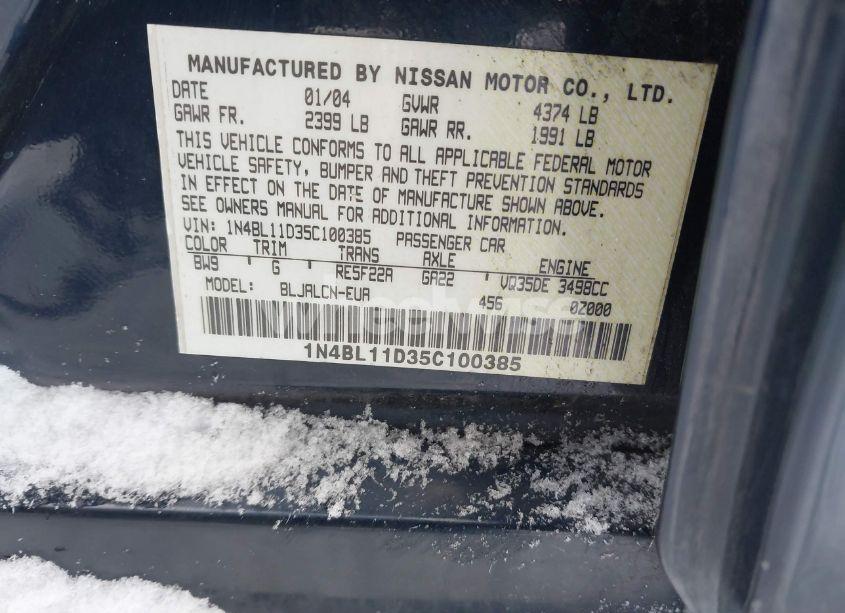 MANUFACTURED BY NISSAN MOTOR CO., LTD.
DATE 01/04 GVWR 4374 LB
GAWR FR. 2399 LB GAWR RR. 1991 LB
THIS VEHICLE CONFORMS TO ALL APPLICABLE FEDERAL MOTOR
VEHICLE SAFETY, BUMPER AND THEFT PREVENTION STANDARDS
IN EFFECT ON THE DATE OF MANUFACTURE SHOWN ABOVE.
SEE OWNERS MANUAL FOR ADDITIONAL INFORMATION.
VIN: 1N4BL11D35C100385 PASSENGER CAR
COLOR TRIM TRANS AXLE ENGINE
BW9 G RE5F22A GA22 VQ35DE 3498CC
MODEL: BLJALCN-EUA 456 0Z000
1N4BL11D35C100385